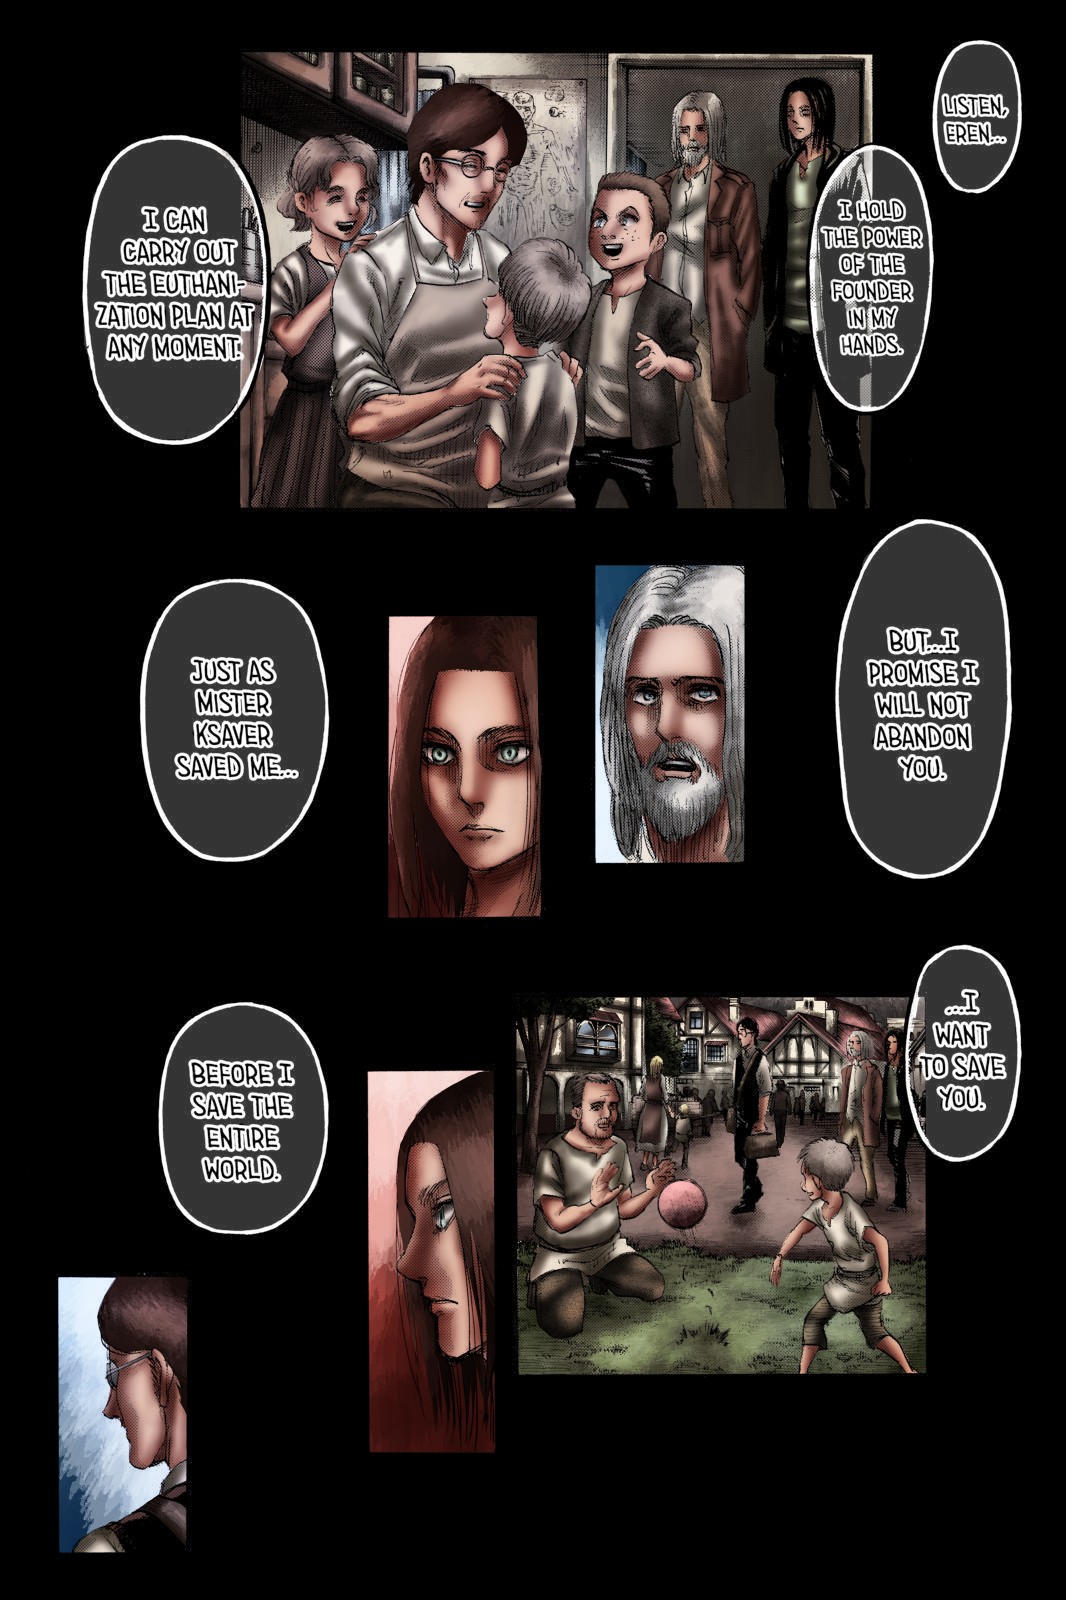 LISTEN,
EREN...
I HOLD
THE POWER
OF THE
FOUNDER
IN MY
HANDS.
I CAN
CARRY OUT
THE EUTHANI-
ZATION PLAN AT
ANY MOMENT.
BUT...I
PROMISE I
WILL NOT
ABANDON
YOU.
JUST AS
MISTER
KSAVER
SAVED ME...
...I
WANT
TO SAVE
YOU.
BEFORE I
SAVE THE
ENTIRE
WORLD.